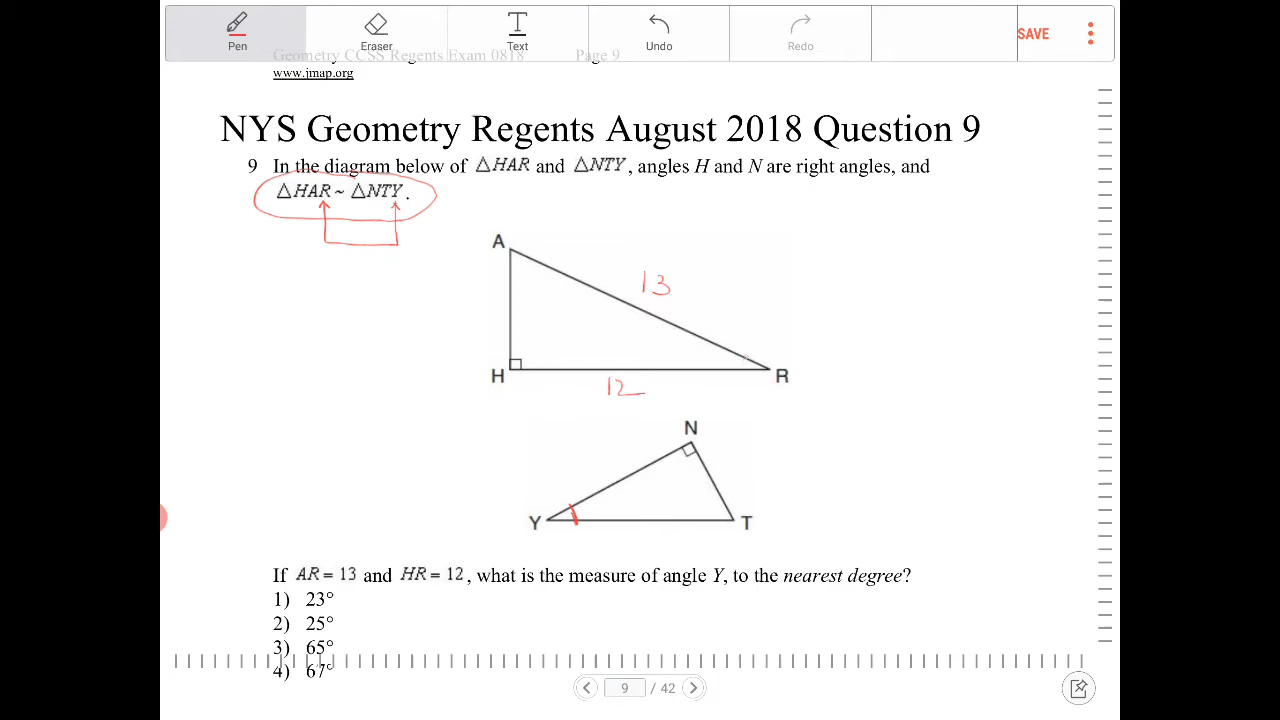 Pen
Eraser
Text
Undo
Redo
SAVE
Geometry CCSS Regents Exam 0818 Page 9
www.jmap.org
NYS Geometry Regents August 2018 Question 9
9 In the diagram below of △HAR and △NTY, angles H and N are right angles, and
△HAR ~ △NTY.
A
13
H
R
12
N
Y
T
If AR = 13 and HR = 12, what is the measure of angle Y, to the nearest degree?
1) 23°
2) 25°
3) 65°
4) 67°
9 / 42